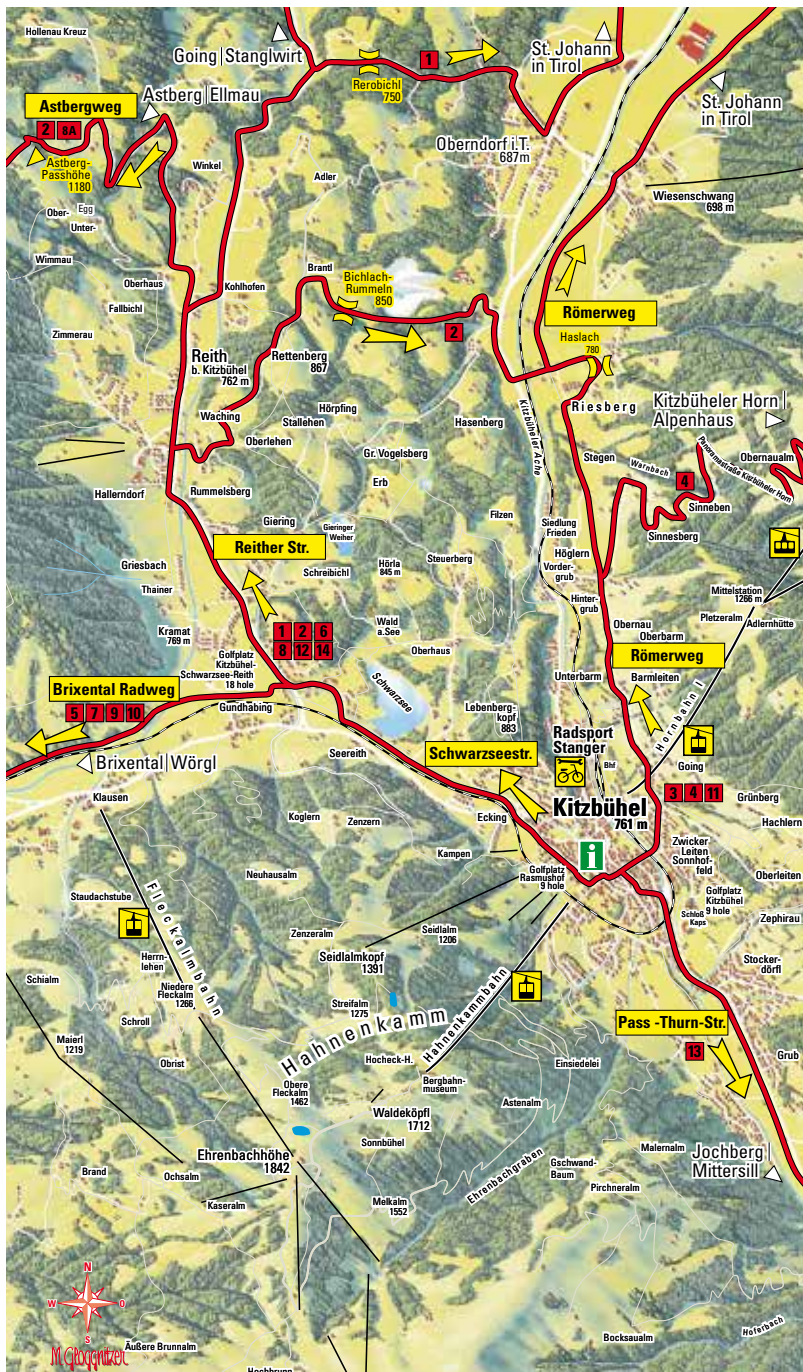 Hollenau Kreuz
Going | Stanglwirt
St. Johann
in Tirol
1
Rerobichl
750
Astberg | Ellmau
Astbergweg
2 8A
St. Johann
in Tirol
Oberndorf i.T.
687m
Astberg-
Passhöhe
1180
Winkel
Adler
Wiesenschwang
698 m
Ober-
Egg
Unter-
Wimmau
Brantl
Bichlach-
Rummeln
850
Oberhaus
Kohlhofen
Fallbichl
Römerweg
2
Zimmerau
Haslach
780
Reith
b. Kitzbühel
762 m
Rettenberg
867
Kitzbüheler Ache
Kitzbüheler Horn |
Alpenhaus
Riesberg
Waching
Hörpfing
Stallehen
Hasenberg
Oberlehen
Stegen
Warnbach
Panoramastraße Kitzbüheler Horn
Obernaualm
Gr. Vogelsberg
4
Erb
Sinneben
Hallerndorf
Rummelsberg
Filzen
Giering
Gieringer
Weiher
Siedlung
Frieden
Sinnesberg
Reither Str.
Griesbach
Steuerberg
Höglern
Hörla
845 m
Schreibichl
Vorder-
grub
Thainer
Mittelstation
1266 m
Hinter-
grub
Pletzeralm
Adlernhütte
Kramat
769 m
1 2 6
8 12 14
Wald
a.See
Obernau
Oberbarm
Golfplatz
Kitzbühel-
Schwarzsee-Reith
18 hole
Oberhaus
Römerweg
Brixental Radweg
Schwarzsee
Unterbarm
Barmleiten
5 7 9 10
Gundhabing
Lebenberg-
kopf
883
Hornbahn I
Radsport
Stanger
Schwarzseestr.
Seereith
Bhf
Going
Brixental | Wörgl
Klausen
Kitzbühel
761 m
3 4 11
Grünberg
Koglern
Zenzern
Ecking
Hachlern
Kampen
i
Zwicker
Leiten
Sonnhof-
feld
Golfplatz
Rasmushof
9 hole
Neuhausalm
Oberleiten
Staudachstube
Golfplatz
Kitzbühel
9 hole
Schloß
Kaps
Zephirau
Fleckalmbahn
Zenzeralm
Seidlalm
1206
Seidlalmkopf
1391
Herrn-
lehen
Stocker-
dörfl
Schialm
Niedere
Fleckalm
1266
Streifalm
1275
Hahnenkammbahn
Schroll
Hahnenkamm
Pass -Thurn-Str.
Maierl
1219
13
Hocheck-H.
Grub
Obrist
Einsiedelei
Obere
Fleckalm
1462
Bergbahn-
museum
Astenalm
Waldeköpfl
1712
Sonnbühel
Ehrenbachhöhe
1842
Malernalm
Jochberg |
Mittersill
Ehrenbachgraben
Gschwand-
Baum
Brand
Ochsalm
Pirchneralm
Kaseralm
Melkalm
1552
N
W O
S
M. Gloggnitzer
Äußere Brunnalm
Hoferbach
Bocksaualm
Hochbrunn